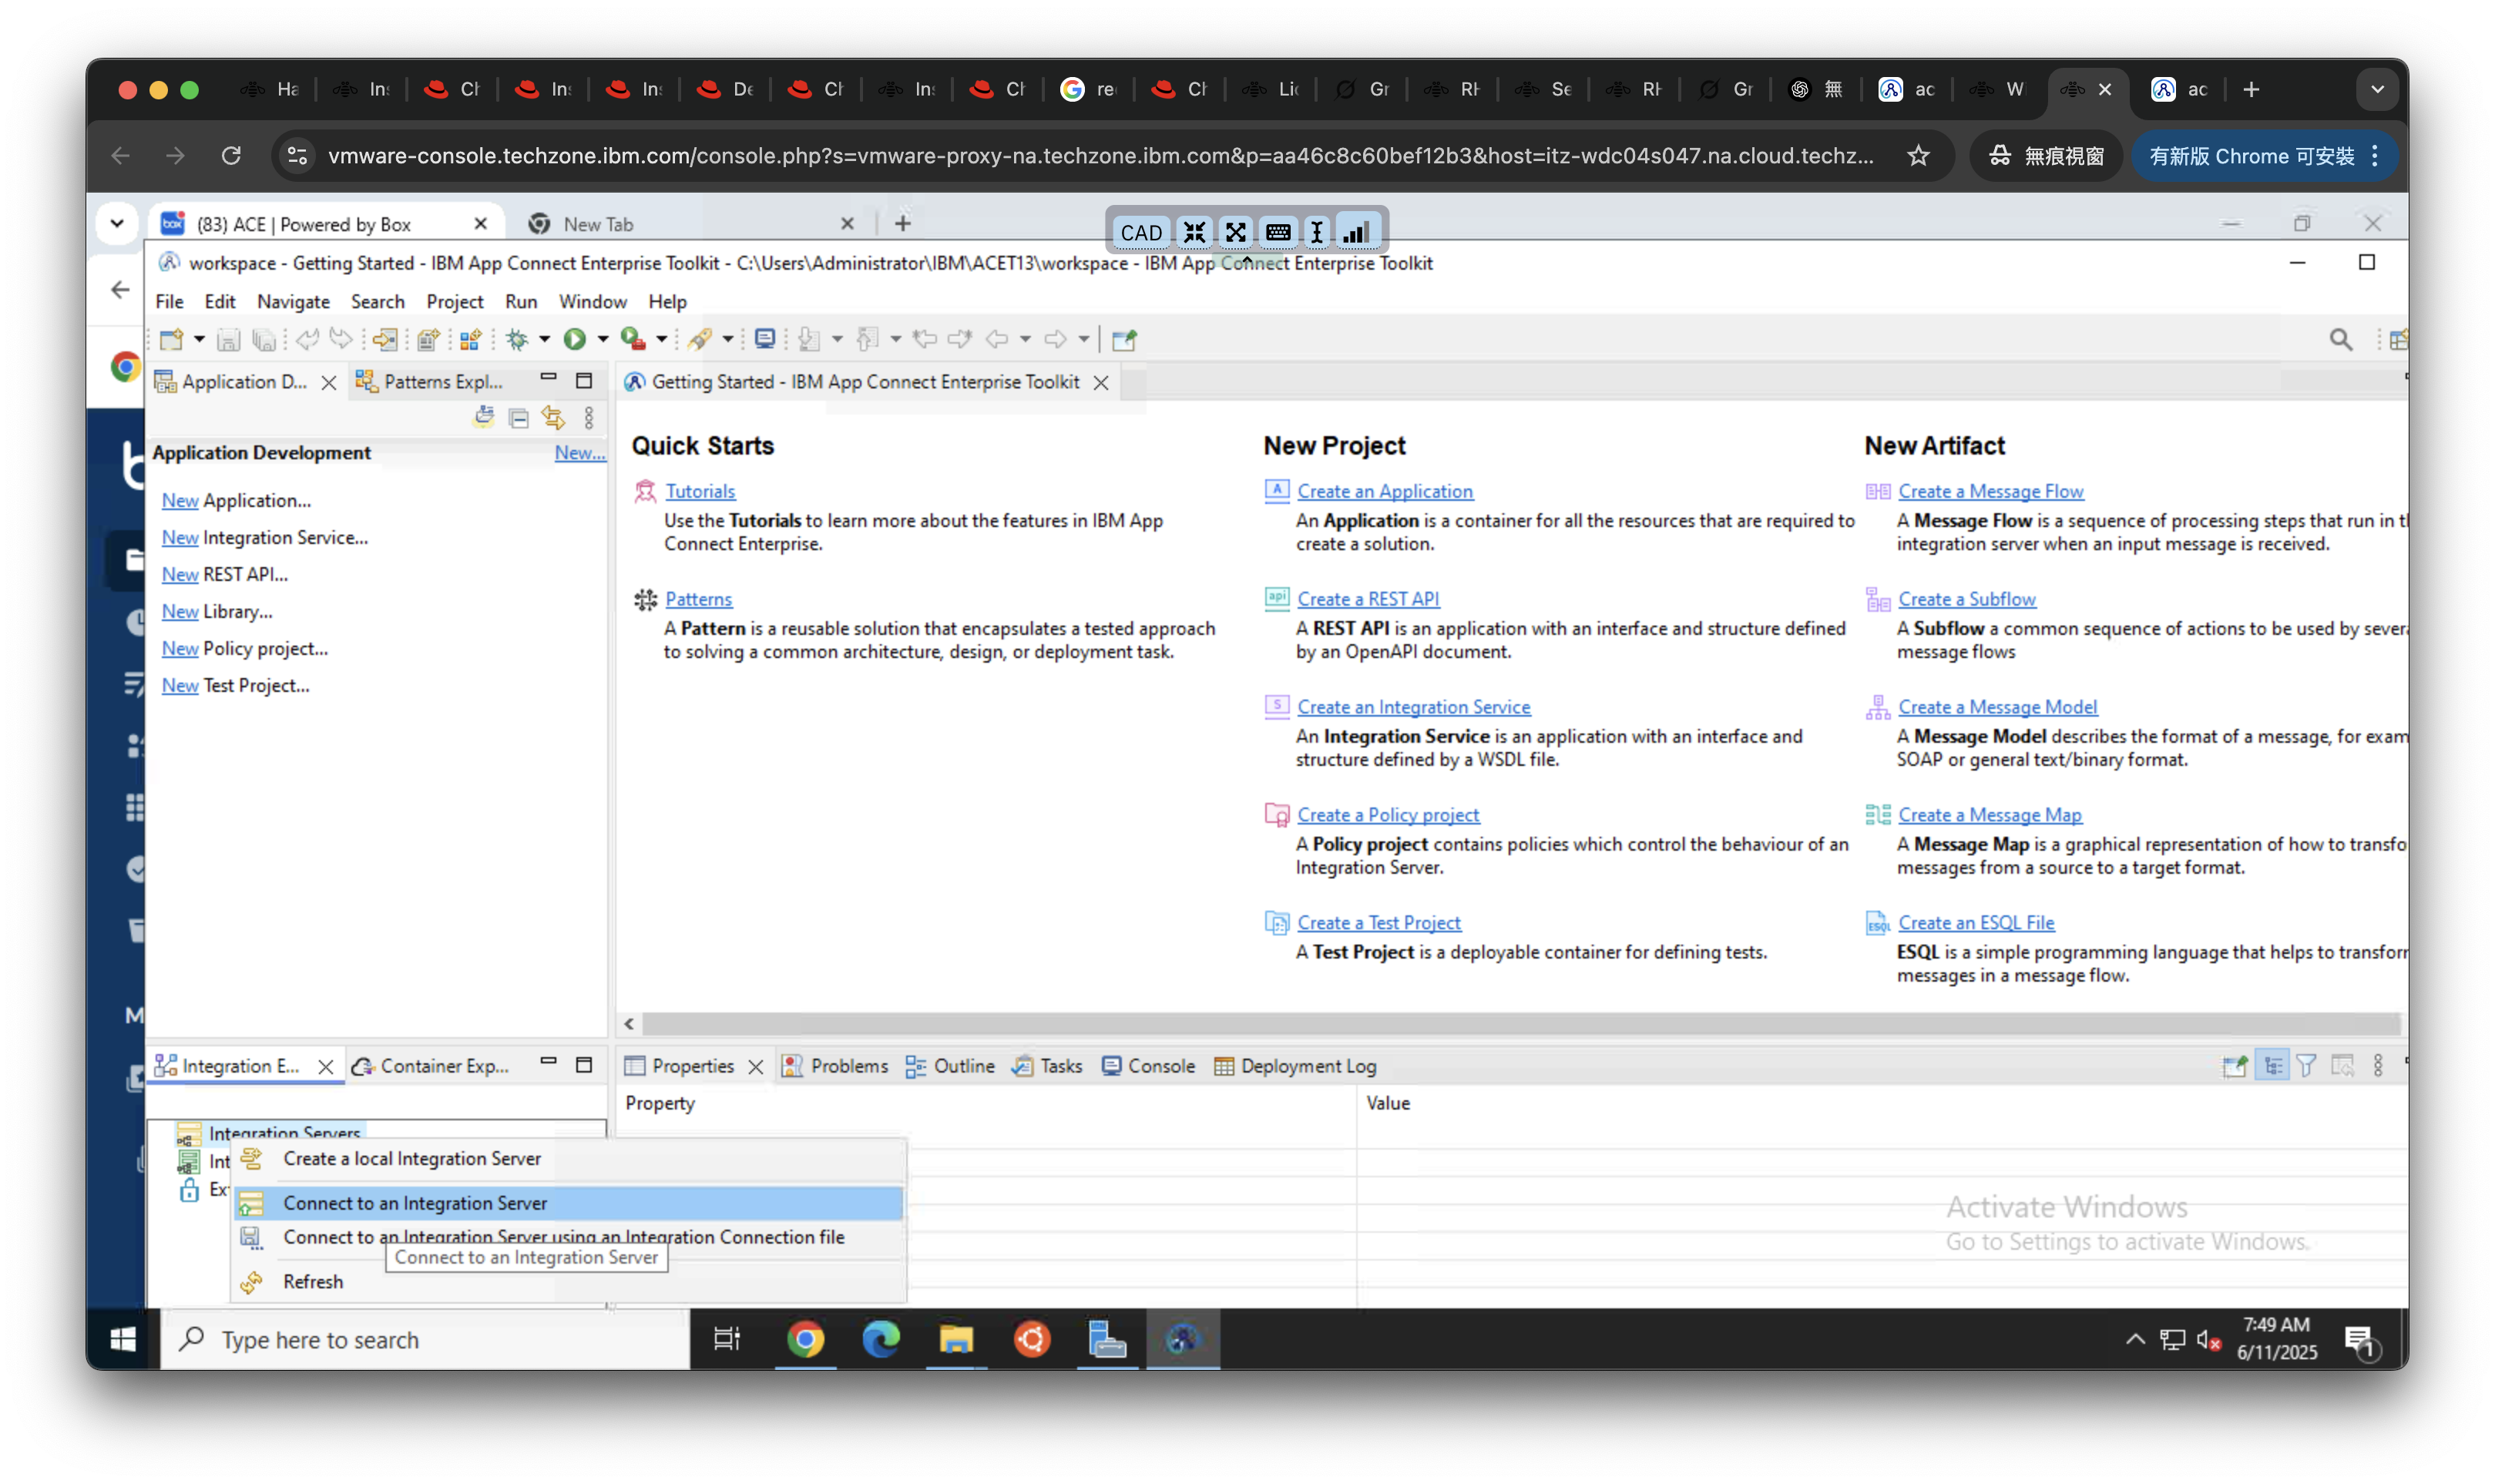 Ha
In:
Ch
In:
In:
De
Ch
In:
Ch
re
Ch
Lic
Gr
RH
Se
RH
Gr
無
ac
W
ac
vmware-console.techzone.ibm.com/console.php?s=vmware-proxy-na.techzone.ibm.com&p=aa46c8c60bef12b3&host=itz-wdc04s047.na.cloud.techz...
無痕視窗
有新版 Chrome 可安裝
box
(83) ACE | Powered by Box
New Tab
CAD
workspace - Getting Started - IBM App Connect Enterprise Toolkit - C:\Users\Administrator\IBM\ACET13\workspace - IBM App Connect Enterprise Toolkit
File Edit Navigate Search Project Run Window Help
Application D...
Patterns Expl...
Getting Started - IBM App Connect Enterprise Toolkit
Application Development
New...
New Application...
New Integration Service...
New REST API...
New Library...
New Policy project...
New Test Project...
Quick Starts
Tutorials
Use the Tutorials to learn more about the features in IBM App
Connect Enterprise.
Patterns
A Pattern is a reusable solution that encapsulates a tested approach
to solving a common architecture, design, or deployment task.
New Project
A
Create an Application
An Application is a container for all the resources that are required to
create a solution.
api
Create a REST API
A REST API is an application with an interface and structure defined
by an OpenAPI document.
S
Create an Integration Service
An Integration Service is an application with an interface and
structure defined by a WSDL file.
Create a Policy project
A Policy project contains policies which control the behaviour of an
Integration Server.
Create a Test Project
A Test Project is a deployable container for defining tests.
New Artifact
Create a Message Flow
A Message Flow is a sequence of processing steps that run in th
integration server when an input message is received.
Create a Subflow
A Subflow a common sequence of actions to be used by severa
message flows
Create a Message Model
A Message Model describes the format of a message, for exam
SOAP or general text/binary format.
Create a Message Map
A Message Map is a graphical representation of how to transfo
messages from a source to a target format.
ESQL
Create an ESQL File
ESQL is a simple programming language that helps to transforr
messages in a message flow.
M
Integration E...
Container Exp...
Properties
Problems
Outline
Tasks
Console
Deployment Log
Property
Value
Integration Servers
Int
Ex
Create a local Integration Server
Connect to an Integration Server
Connect to an Integration Server using an Integration Connection file
Connect to an Integration Server
Refresh
Activate Windows
Go to Settings to activate Windows.
Type here to search
7:49 AM
6/11/2025
1